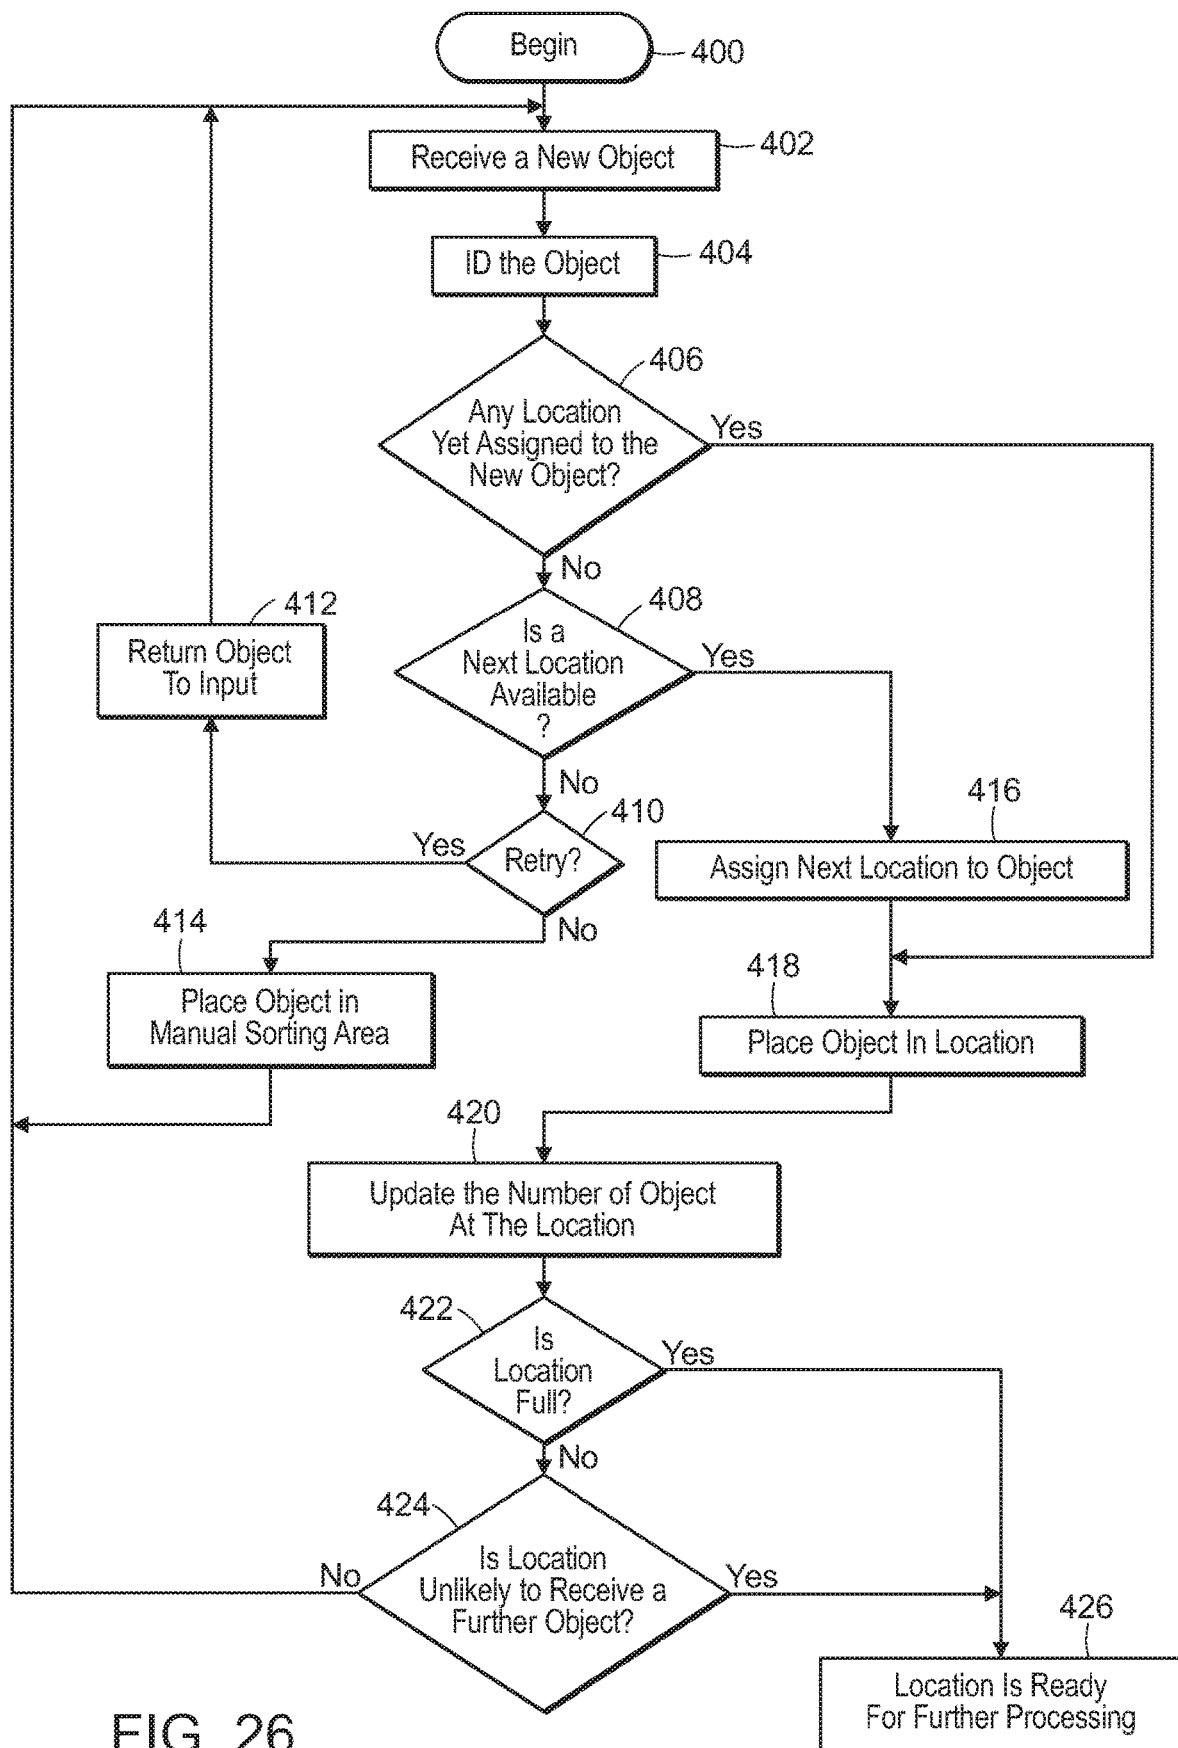 Begin
400
Receive a New Object
402
ID the Object
404
406
Any Location
Yet Assigned to the
New Object?
Yes
No
408
Is a
Next Location
Available
?
Yes
No
412
Return Object
To Input
410
Retry?
Yes
No
416
Assign Next Location to Object
414
Place Object in
Manual Sorting Area
418
Place Object In Location
420
Update the Number of Object
At The Location
422
Is
Location
Full?
Yes
No
424
Is Location
Unlikely to Receive a
Further Object?
No
Yes
426
Location Is Ready
For Further Processing
FIG. 26